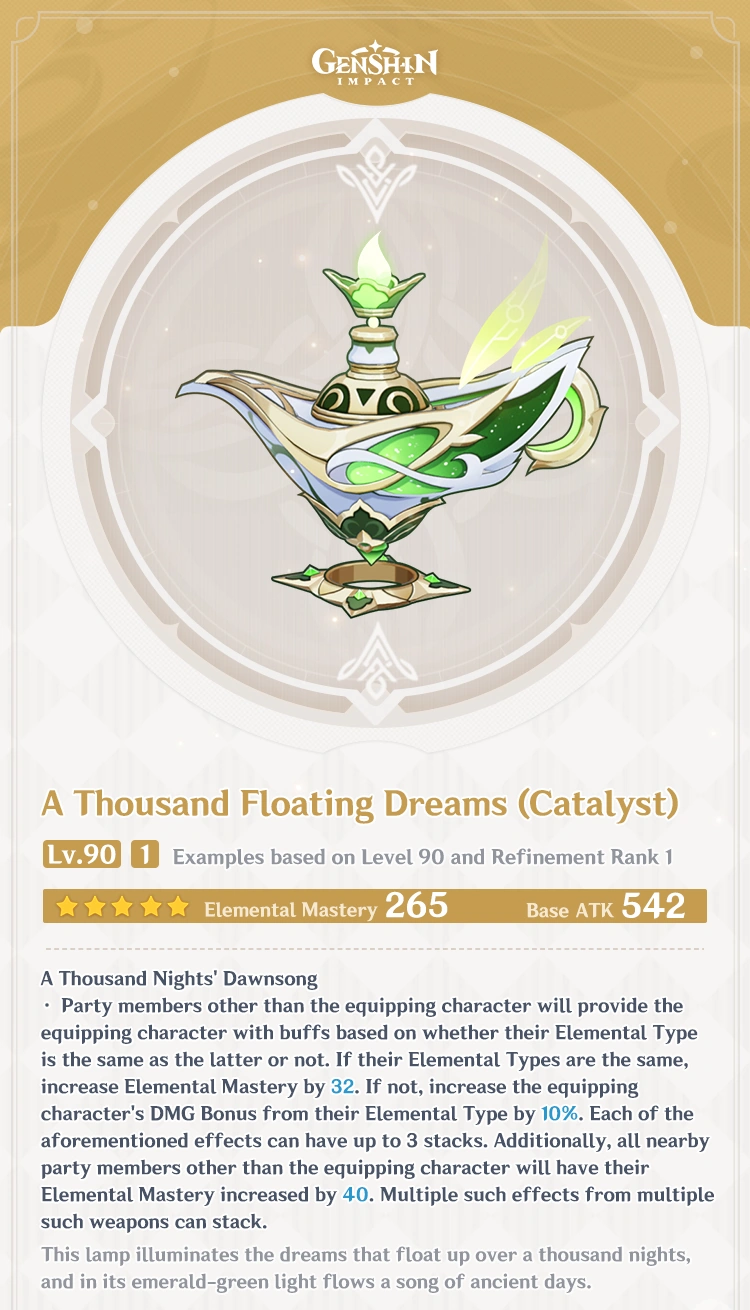 GENSHIN
IMPACT
A Thousand Floating Dreams (Catalyst)
Lv.90 1 Examples based on Level 90 and Refinement Rank 1
Elemental Mastery 265 Base ATK 542
A Thousand Nights' Dawnsong
· Party members other than the equipping character will provide the
equipping character with buffs based on whether their Elemental Type
is the same as the latter or not. If their Elemental Types are the same,
increase Elemental Mastery by 32. If not, increase the equipping
character's DMG Bonus from their Elemental Type by 10%. Each of the
aforementioned effects can have up to 3 stacks. Additionally, all nearby
party members other than the equipping character will have their
Elemental Mastery increased by 40. Multiple such effects from multiple
such weapons can stack.
This lamp illuminates the dreams that float up over a thousand nights,
and in its emerald-green light flows a song of ancient days.